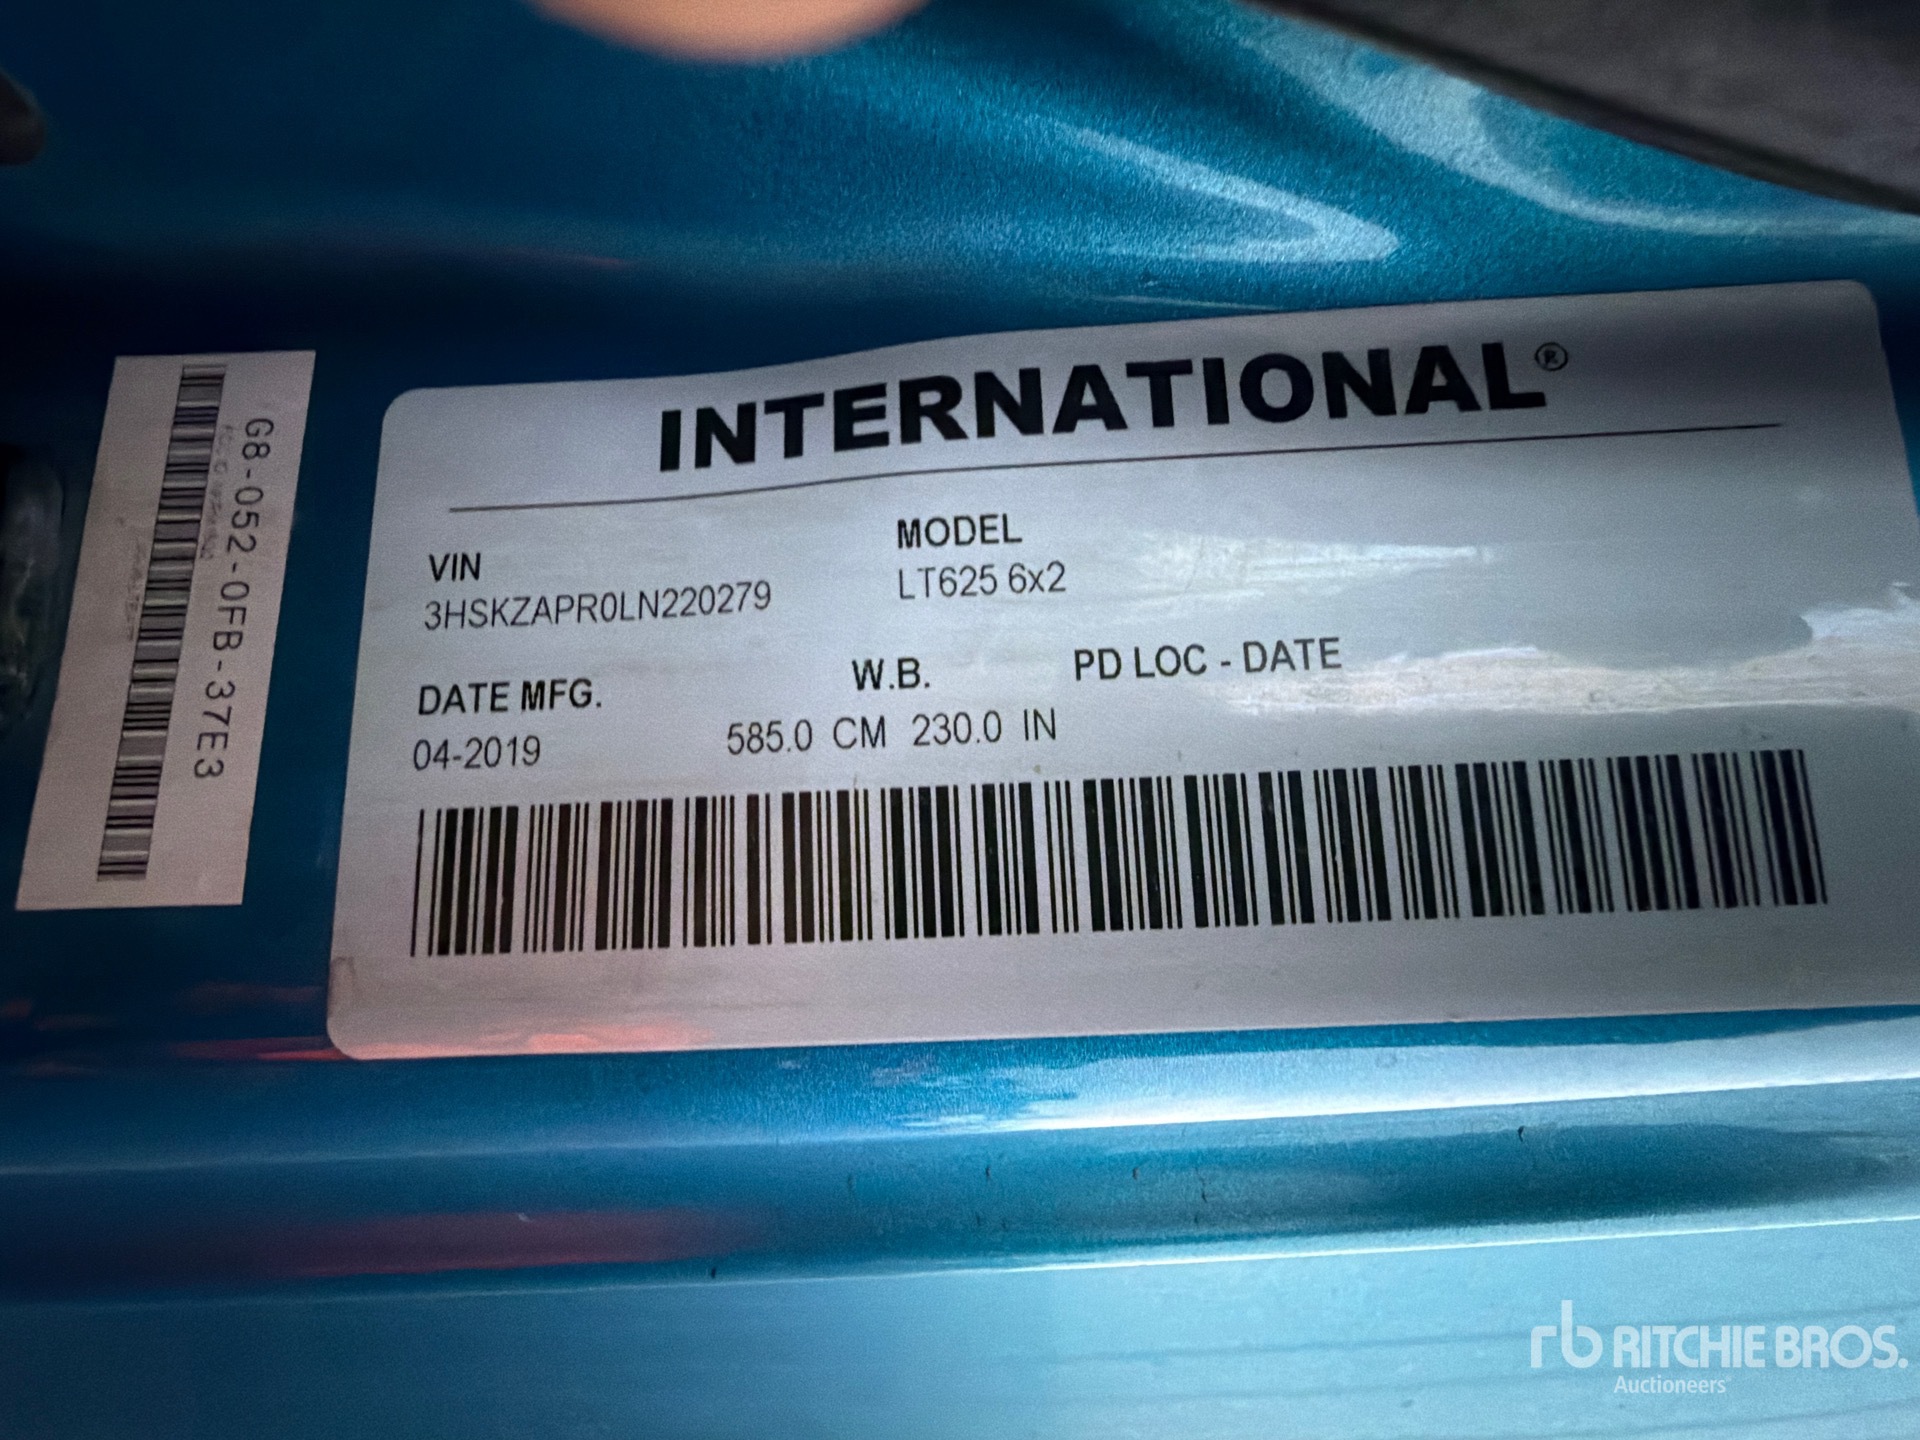 G8-052-0FB-37E3
INTERNATIONAL®
VIN
3HSKZAPR0LN220279
MODEL
LT625 6x2
DATE MFG.
04-2019
W.B.
585.0 CM 230.0 IN
PD LOC - DATE
rb RITCHIE BROS.
Auctioneers